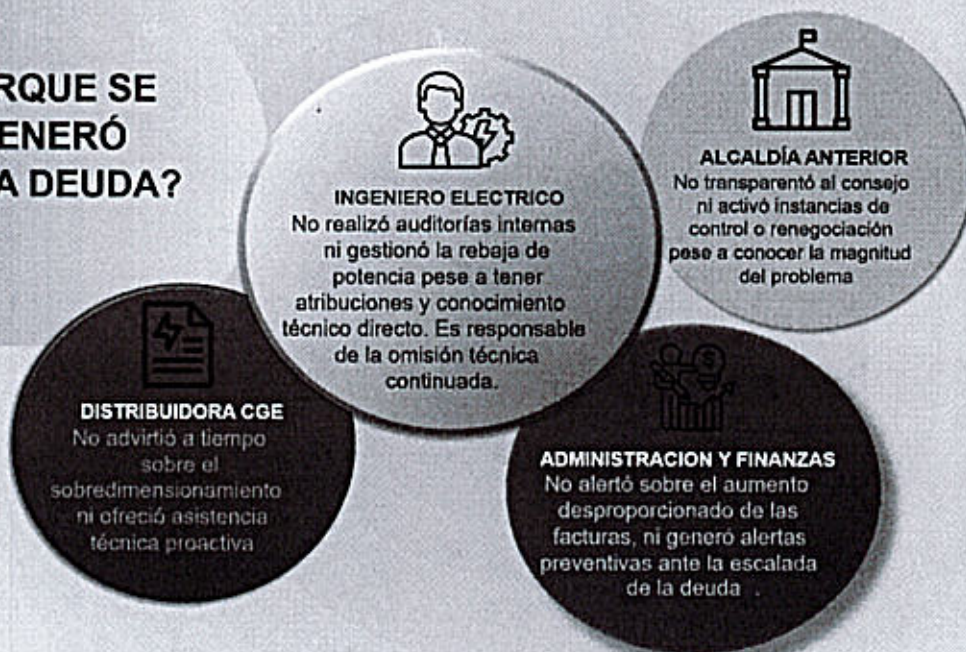 RQUE SE
ENERÓ
A DEUDA?
INGENIERO ELECTRICO
No realizó auditorías internas
ni gestionó la rebaja de
potencia pese a tener
atribuciones y conocimiento
técnico directo. Es responsable
de la omisión técnica
continuada.
ALCALDÍA ANTERIOR
No transparentó al consejo
ni activó instancias de
control o renegociación
pese a conocer la magnitud
del problema
DISTRIBUIDORA CGE
No advirtió a tiempo
sobre el
sobredimensionamiento
ni ofreció asistencia
técnica proactiva
ADMINISTRACION Y FINANZAS
No alertó sobre el aumento
desproporcionado de las
facturas, ni generó alertas
preventivas ante la escalada
de la deuda .